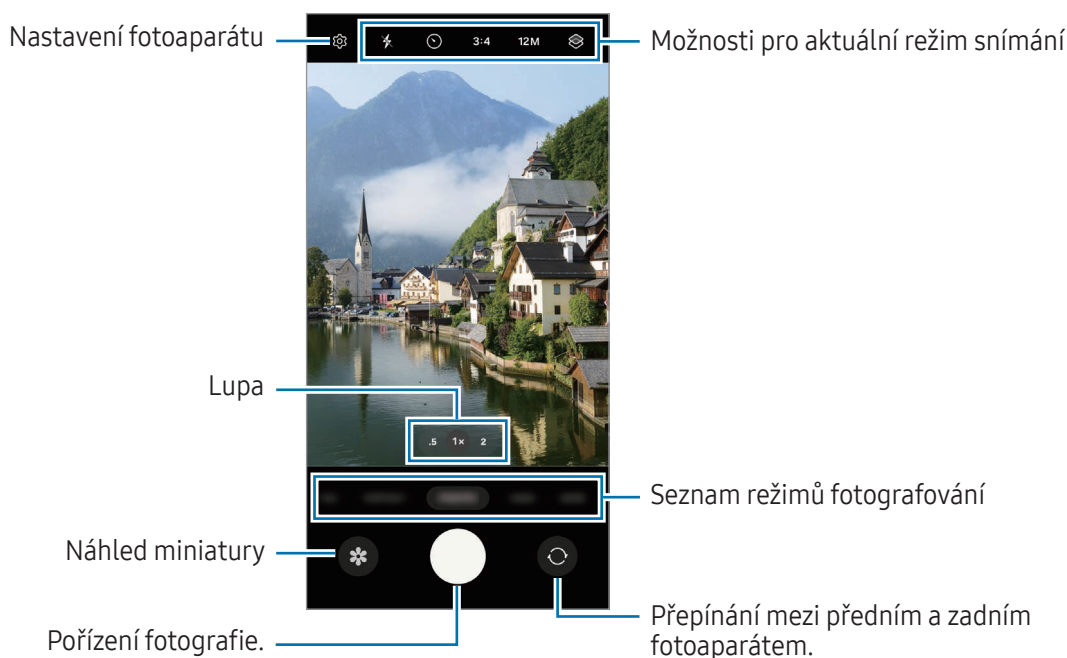 Nastavení fotoaparátu
3:4
12M
Možnosti pro aktuální režim snímání
Lupa
.5 1× 2
Seznam režimů fotografování
Náhled miniatury
Pořízení fotografie.
Přepínání mezi předním a zadním
fotoaparátem.